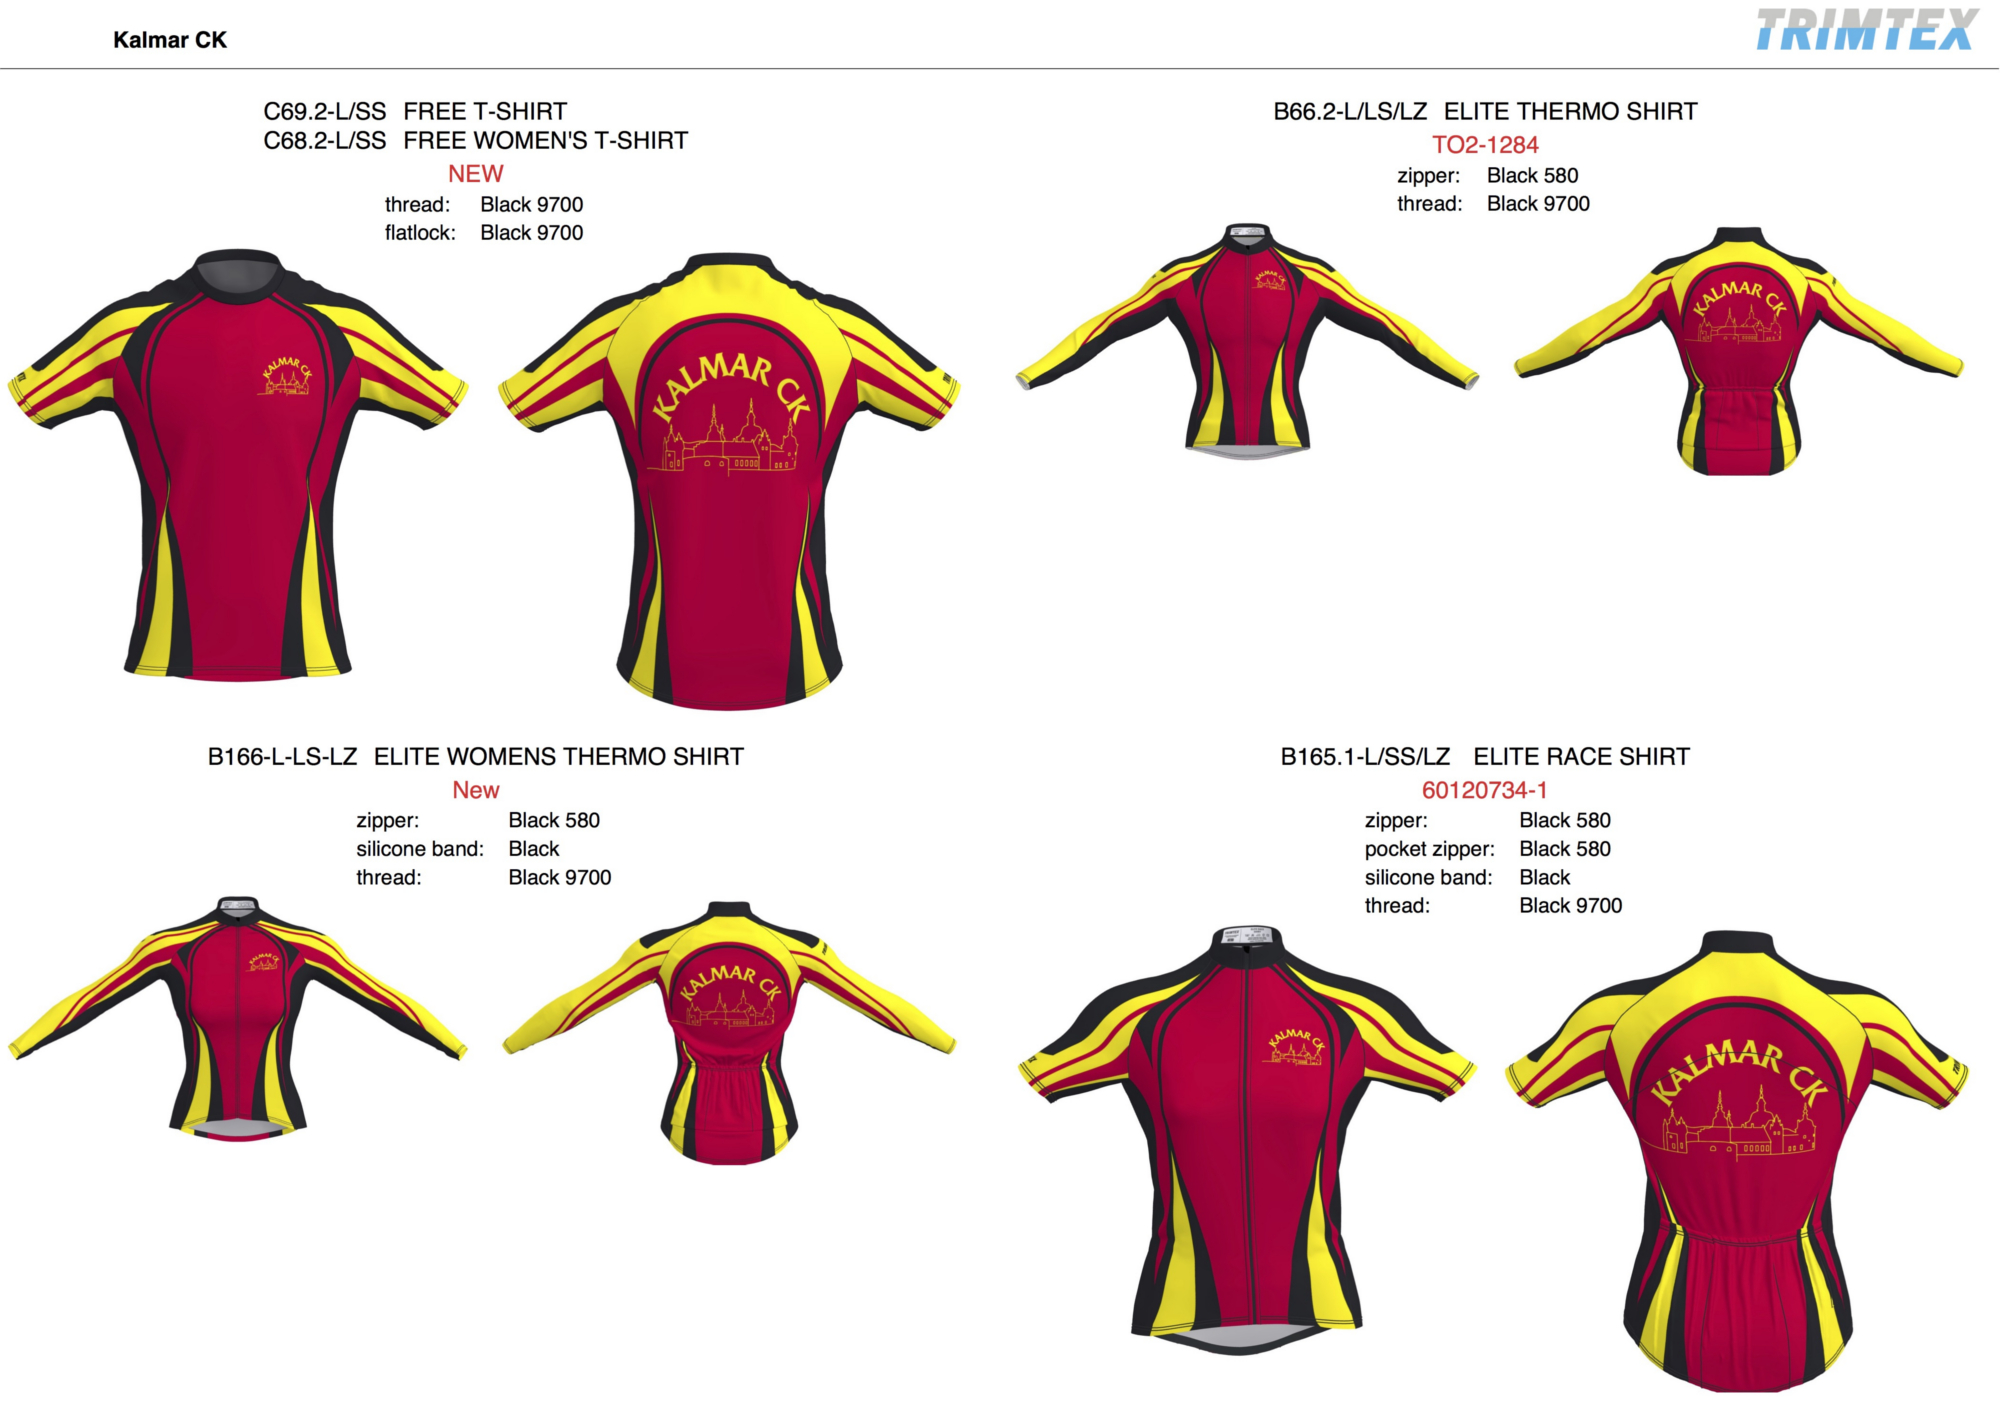 Kalmar CK
TRIMTEX
C69.2-L/SS FREE T-SHIRT
C68.2-L/SS FREE WOMEN'S T-SHIRT
NEW
thread: Black 9700
flatlock: Black 9700
KALMAR CK
KALMAR CK
B66.2-L/LS/LZ ELITE THERMO SHIRT
TO2-1284
zipper: Black 580
thread: Black 9700
KALMAR CK
KALMAR CK
B166-L-LS-LZ ELITE WOMENS THERMO SHIRT
New
zipper: Black 580
silicone band: Black
thread: Black 9700
KALMAR CK
KALMAR CK
B165.1-L/SS/LZ ELITE RACE SHIRT
60120734-1
zipper: Black 580
pocket zipper: Black 580
silicone band: Black
thread: Black 9700
KALMAR CK
KALMAR CK